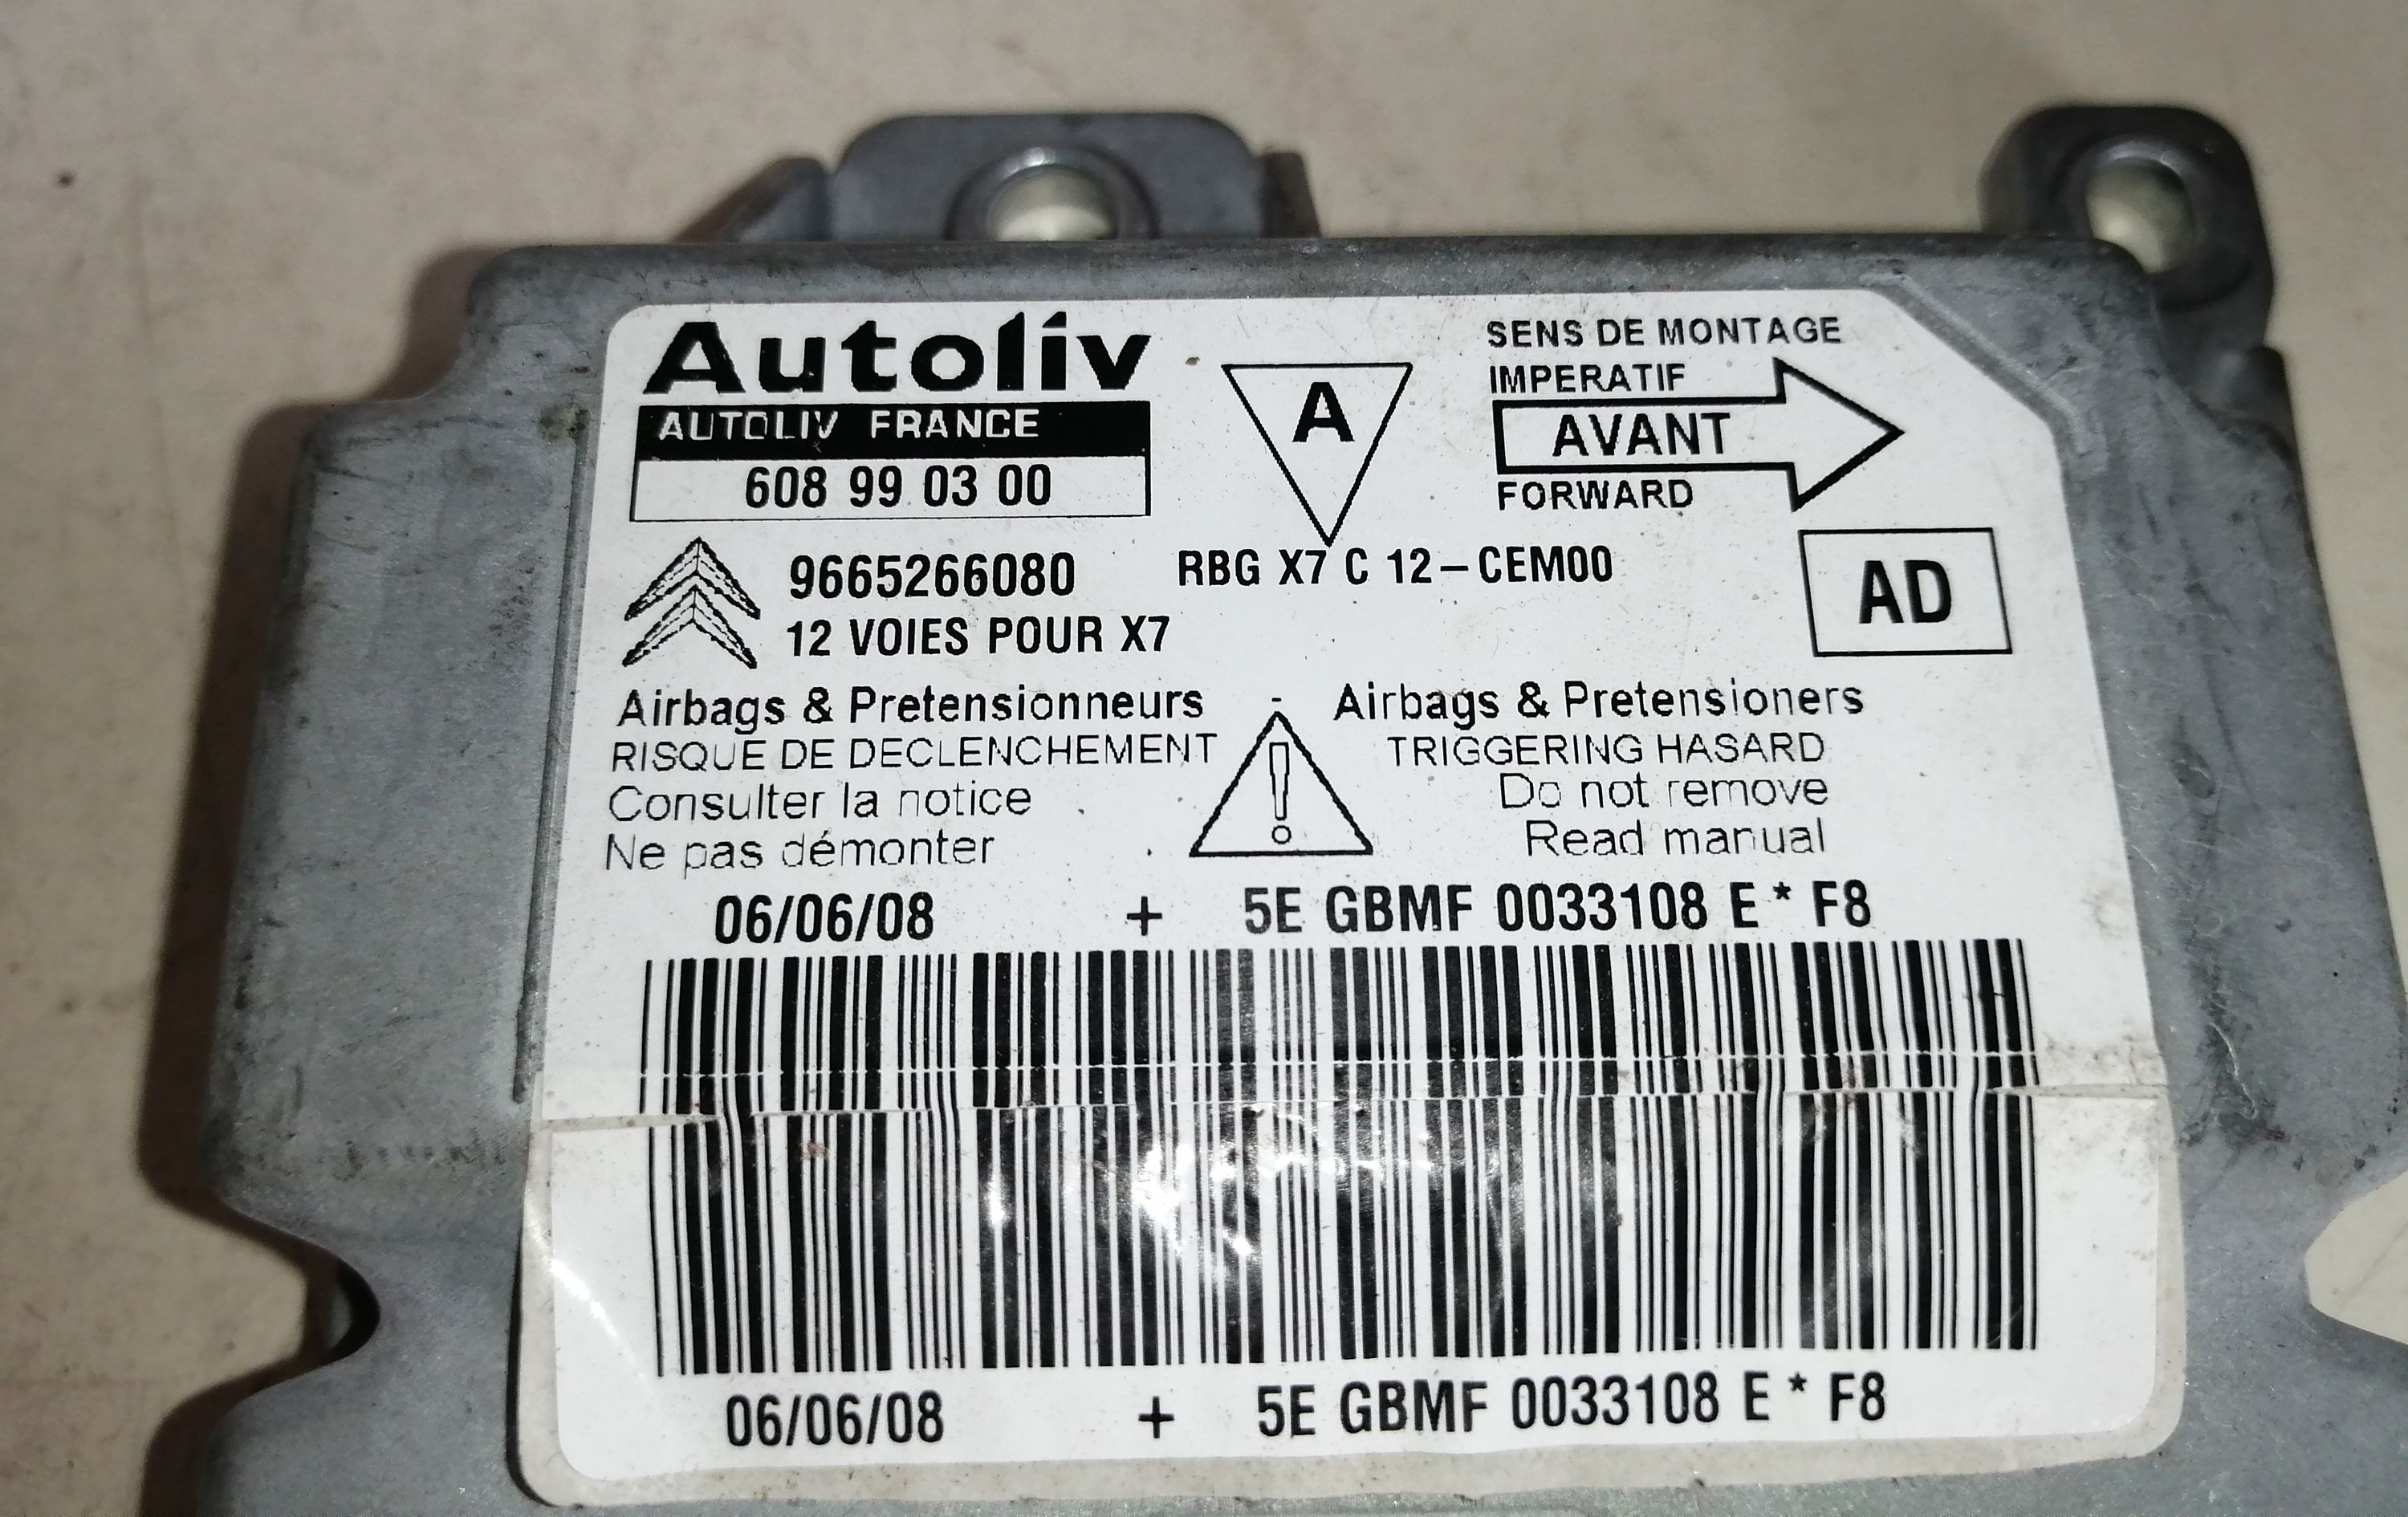 Autoliv
AUTOLIV FRANCE
608 99 03 00
A
SENS DE MONTAGE
IMPERATIF
AVANT
FORWARD
9665266080
RBG X7 C 12-CEM00
12 VOIES POUR X7
AD
Airbags & Pretensionneurs - Airbags & Pretensioners
RISQUE DE DECLENCHEMENT
TRIGGERING HASARD
Consulter la notice
Do not remove
Ne pas démonter
Read manual
!
06/06/08 + 5E GBMF 0033108 E * F8
06/06/08 + 5E GBMF 0033108 E * F8